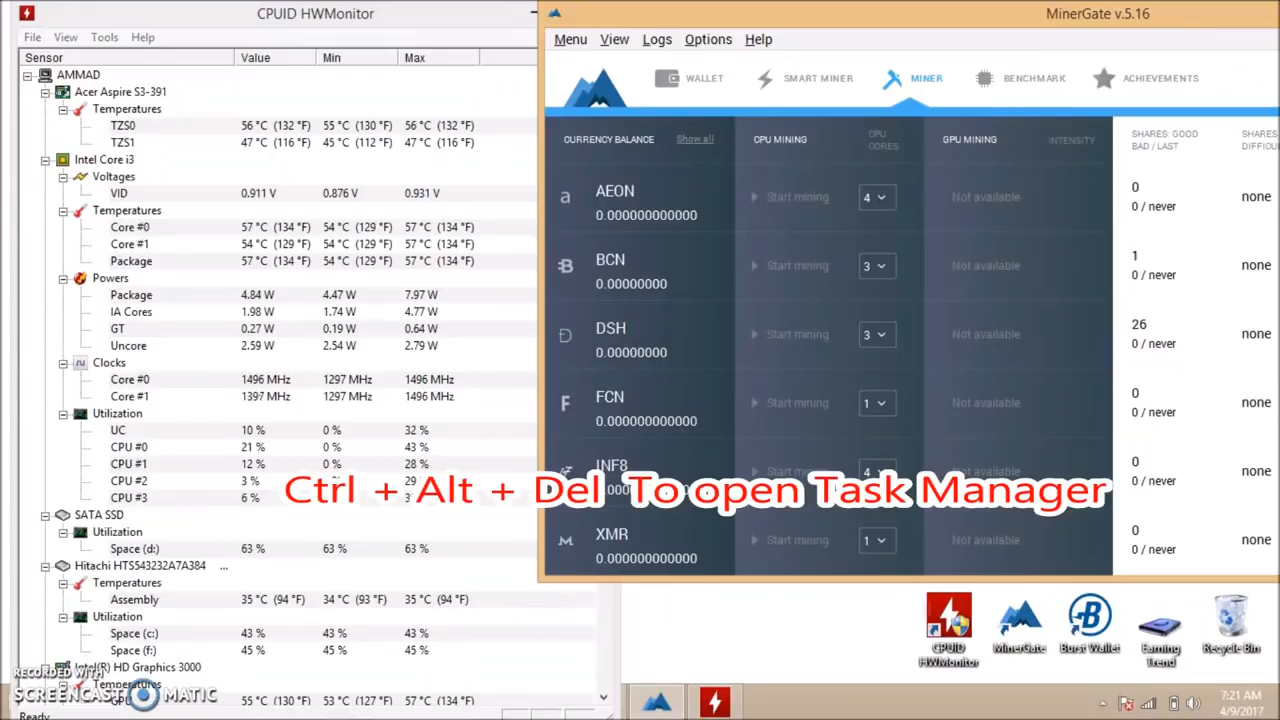 CPUID HWMonitor
File View Tools Help
Sensor Value Min Max
AMMAD
Acer Aspire S3-391
Temperatures
TZS0 56 °C (132 °F) 55 °C (130 °F) 56 °C (132 °F)
TZS1 47 °C (116 °F) 45 °C (112 °F) 47 °C (116 °F)
Intel Core i3
Voltages
VID 0.911 V 0.876 V 0.931 V
Temperatures
Core #0 57 °C (134 °F) 54 °C (129 °F) 57 °C (134 °F)
Core #1 54 °C (129 °F) 54 °C (129 °F) 57 °C (134 °F)
Package 57 °C (134 °F) 54 °C (129 °F) 57 °C (134 °F)
Powers
Package 4.84 W 4.47 W 7.97 W
IA Cores 1.98 W 1.74 W 4.77 W
GT 0.27 W 0.19 W 0.64 W
Uncore 2.59 W 2.54 W 2.79 W
Clocks
Core #0 1496 MHz 1297 MHz 1496 MHz
Core #1 1397 MHz 1297 MHz 1496 MHz
Utilization
UC 10 % 0 % 32 %
CPU #0 21 % 0 % 43 %
CPU #1 12 % 0 % 28 %
CPU #2 3 %
CPU #3 6 %
SATA SSD
Utilization
Space (d:) 63 % 63 % 63 %
Hitachi HTS543232A7A384 ...
Temperatures
Assembly 35 °C (94 °F) 34 °C (93 °F) 35 °C (94 °F)
Utilization
Space (c:) 43 % 43 % 43 %
Space (f:) 45 % 45 % 45 %
Intel(R) HD Graphics 3000
55 °C (130 °F) 53 °C (127 °F) 57 °C (134 °F)
Ready
MinerGate v.5.16
Menu View Logs Options Help
WALLET SMART MINER MINER BENCHMARK ACHIEVEMENTS
CURRENCY BALANCE Show all CPU MINING CPU CORES GPU MINING INTENSITY SHARES: GOOD SHARES:
BAD / LAST
AEON Start mining 4 Not available 0 none
0.000000000000 0 / never
BCN Start mining 3 Not available 1 none
0.00000000 0 / never
DSH Start mining 3 Not available 26 none
0.00000000 0 / never
FCN Start mining 1 Not available 0 none
0.000000000000 0 / never
INF8 4 Not available 0 none
0 / never
XMR Start mining 1 Not available 0 none
0.000000000000 0 / never
Ctrl + Alt + Del To open Task Manager
CPUID HWMonitor
MinerGate
Burst Wallet
Earning Trend
Recycle Bin
RECORDED WITH
SCREENCAST MATIC
7:21 AM
4/9/2017